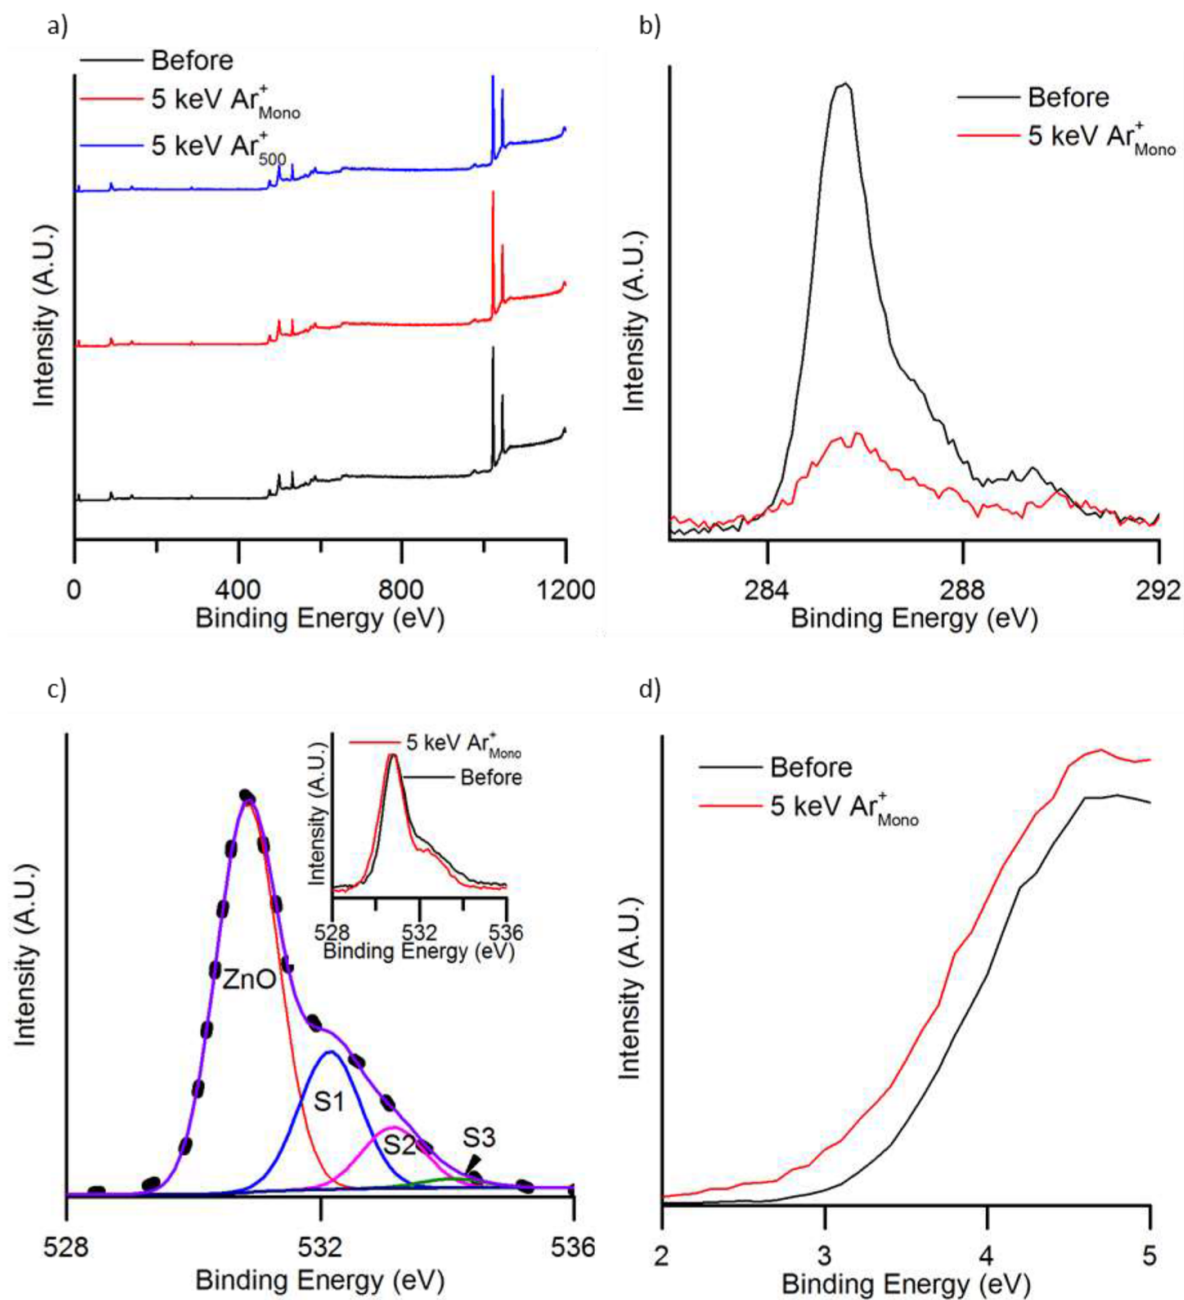 a)
Before
5 keV Ar⁺Mono
5 keV Ar⁺500
Intensity (A.U.)
0 400 800 1200
Binding Energy (eV)
b)
Before
5 keV Ar⁺Mono
Intensity (A.U.)
284 288 292
Binding Energy (eV)
c)
Intensity (A.U.)
ZnO
S1
S2
S3
528 532 536
Binding Energy (eV)
5 keV Ar⁺Mono
Before
Intensity (A.U.)
528 532 536
Binding Energy (eV)
d)
Before
5 keV Ar⁺Mono
Intensity (A.U.)
2 3 4 5
Binding Energy (eV)